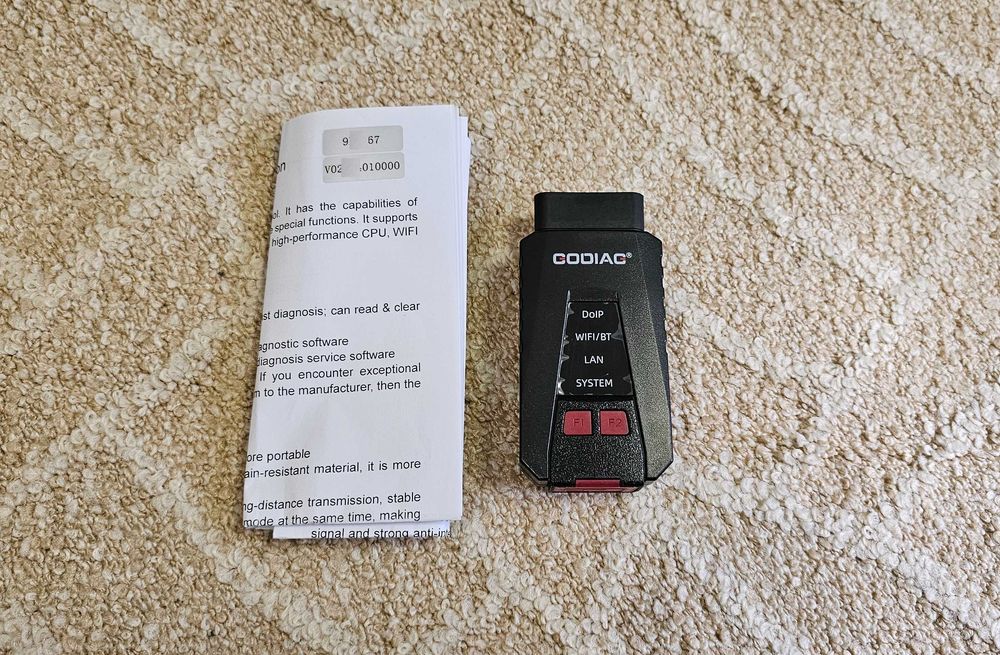 9 67
V02 :010000
on
ol. It has the capabilities of
special functions. It supports
high-performance CPU, WIFI
st diagnosis; can read & clear
agnostic software
diagnosis service software
If you encounter exceptional
m to the manufacturer, then the
ore portable
ain-resistant material, it is more
ng-distance transmission, stable
mode at the same time, making
signal and strong anti-inte
GODIAG®
DoIP
WIFI/BT
LAN
SYSTEM
F1 F2